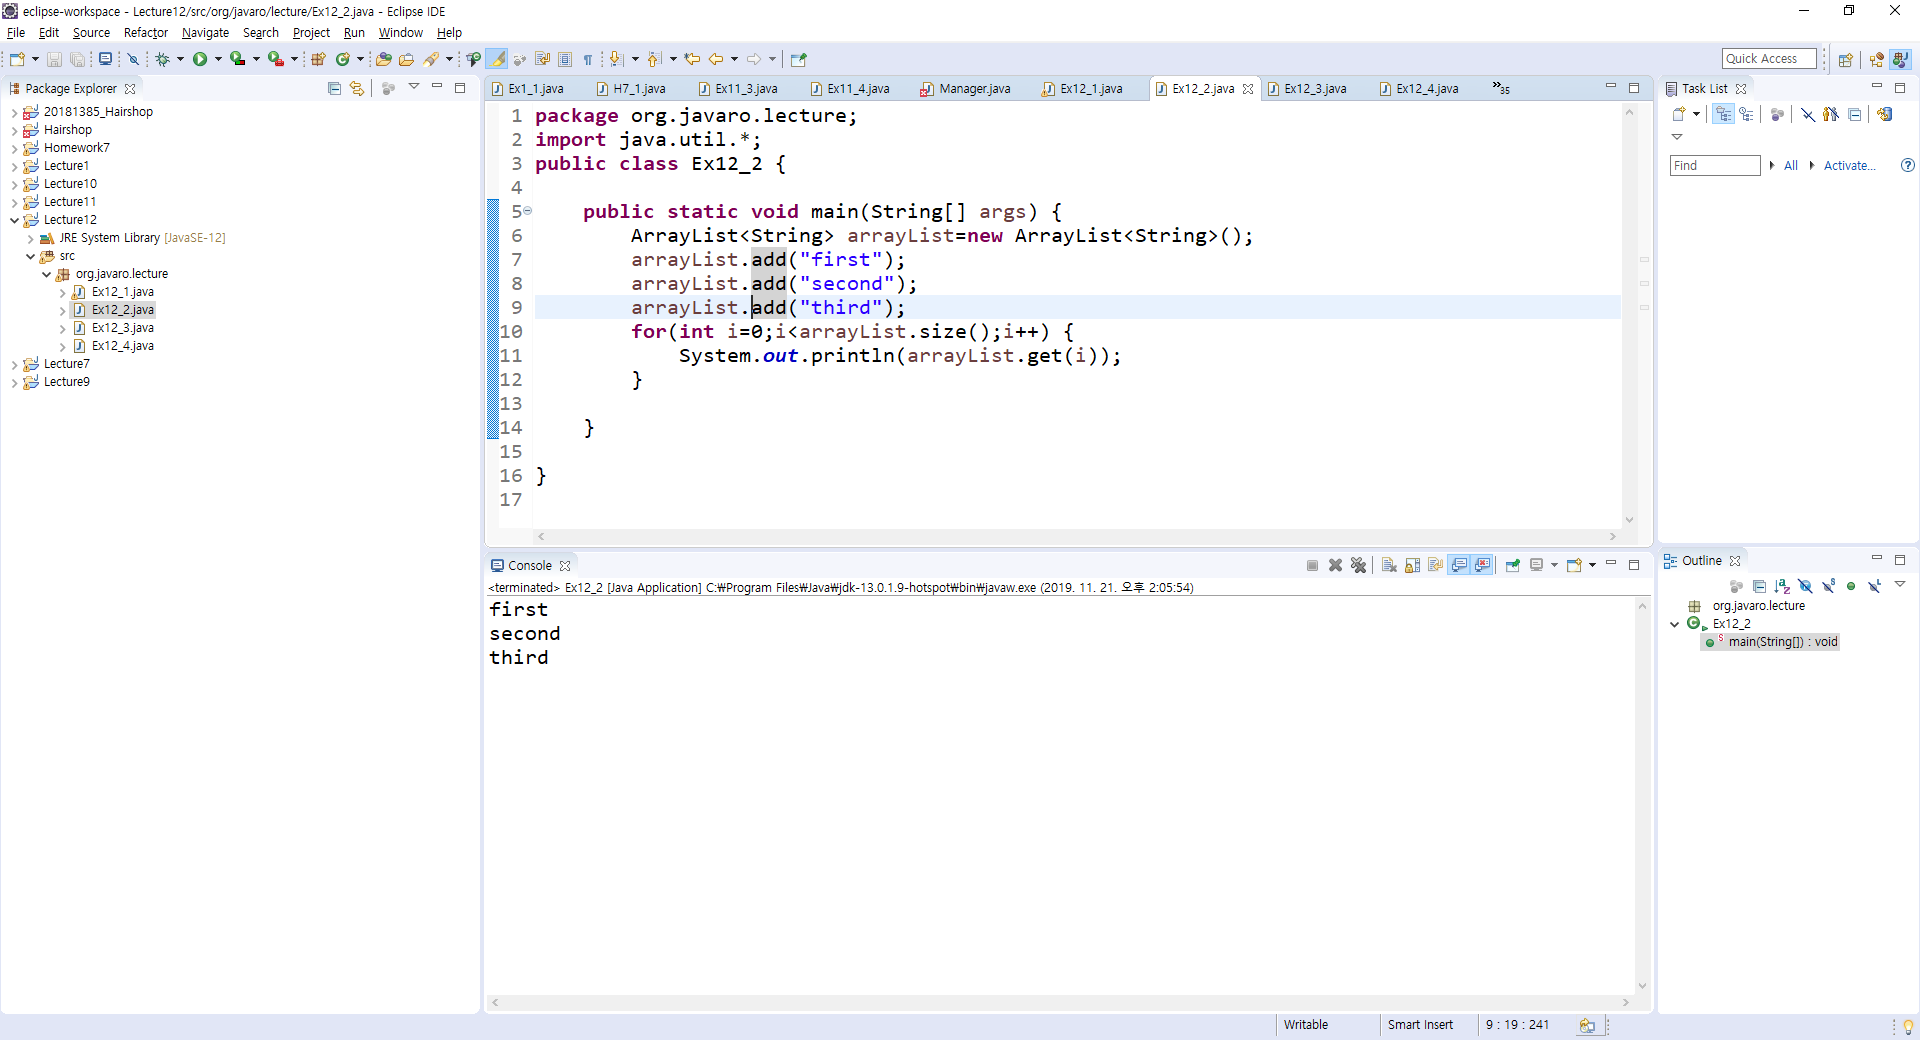 eclipse-workspace - Lecture12/src/org/javaro/lecture/Ex12_2.java - Eclipse IDE
File Edit Source Refactor Navigate Search Project Run Window Help
Quick Access
Package Explorer
20181385_Hairshop
Hairshop
Homework7
Lecture1
Lecture10
Lecture11
Lecture12
JRE System Library [JavaSE-12]
src
org.javaro.lecture
Ex12_1.java
Ex12_2.java
Ex12_3.java
Ex12_4.java
Lecture7
Lecture9
Ex1_1.java H7_1.java Ex11_3.java Ex11_4.java Manager.java Ex12_1.java Ex12_2.java Ex12_3.java Ex12_4.java »35
1 package org.javaro.lecture;
2 import java.util.*;
3 public class Ex12_2 {
4
5 public static void main(String[] args) {
6 ArrayList<String> arrayList=new ArrayList<String>();
7 arrayList.add("first");
8 arrayList.add("second");
9 arrayList.add("third");
10 for(int i=0;i<arrayList.size();i++) {
11 System.out.println(arrayList.get(i));
12 }
13
14 }
15
16 }
17
Console
<terminated> Ex12_2 [Java Application] C:₩Program Files₩Java₩jdk-13.0.1.9-hotspot₩bin₩javaw.exe (2019. 11. 21. 오후 2:05:54)
first
second
third
Task List
Find All Activate...
Outline
org.javaro.lecture
Ex12_2
main(String[]) : void
Writable Smart Insert 9 : 19 : 241